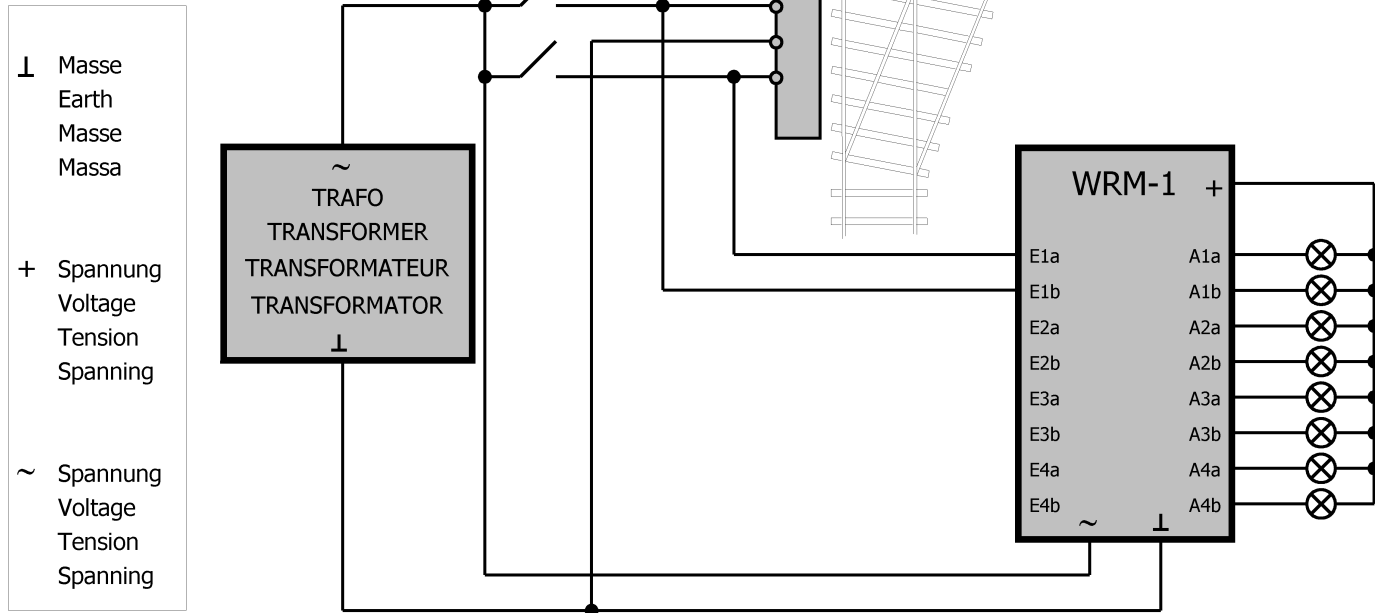 ⊥ Masse
Earth
Masse
Massa
+ Spannung
Voltage
Tension
Spanning
~ Spannung
Voltage
Tension
Spanning
~
TRAFO
TRANSFORMER
TRANSFORMATEUR
TRANSFORMATOR
⊥
WRM-1 +
E1a A1a
E1b A1b
E2a A2a
E2b A2b
E3a A3a
E3b A3b
E4a A4a
E4b A4b
~ ⊥